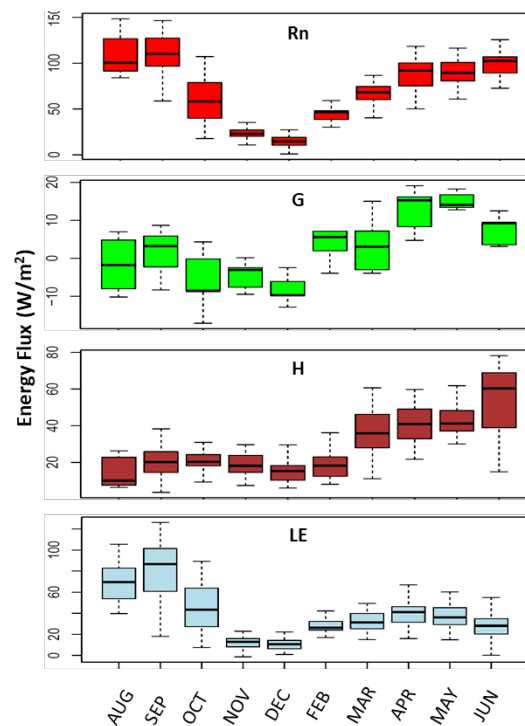 Energy Flux (W/m²)
Rn
150
100
50
0
G
20
10
0
−10
H
80
60
40
20
LE
100
60
20
0
AUG
SEP
OCT
NOV
DEC
FEB
MAR
APR
MAY
JUN